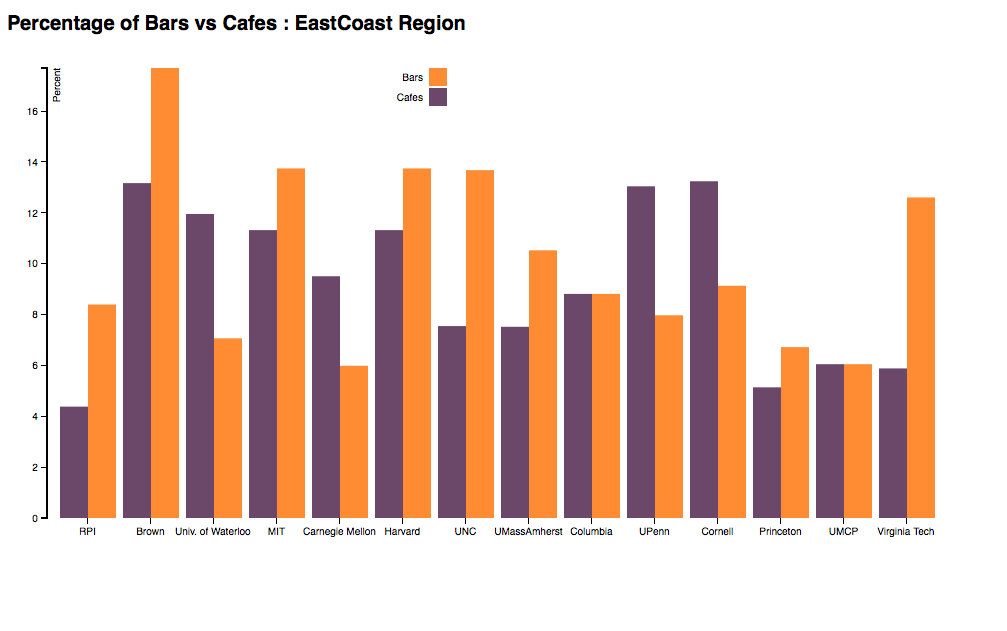 Percentage of Bars vs Cafes : EastCoast Region
Percent
Bars
Cafes
16
14
12
10
8
6
4
2
0
RPI Brown Univ. of Waterloo MIT Carnegie Mellon Harvard UNC UMassAmherst Columbia UPenn Cornell Princeton UMCP Virginia Tech